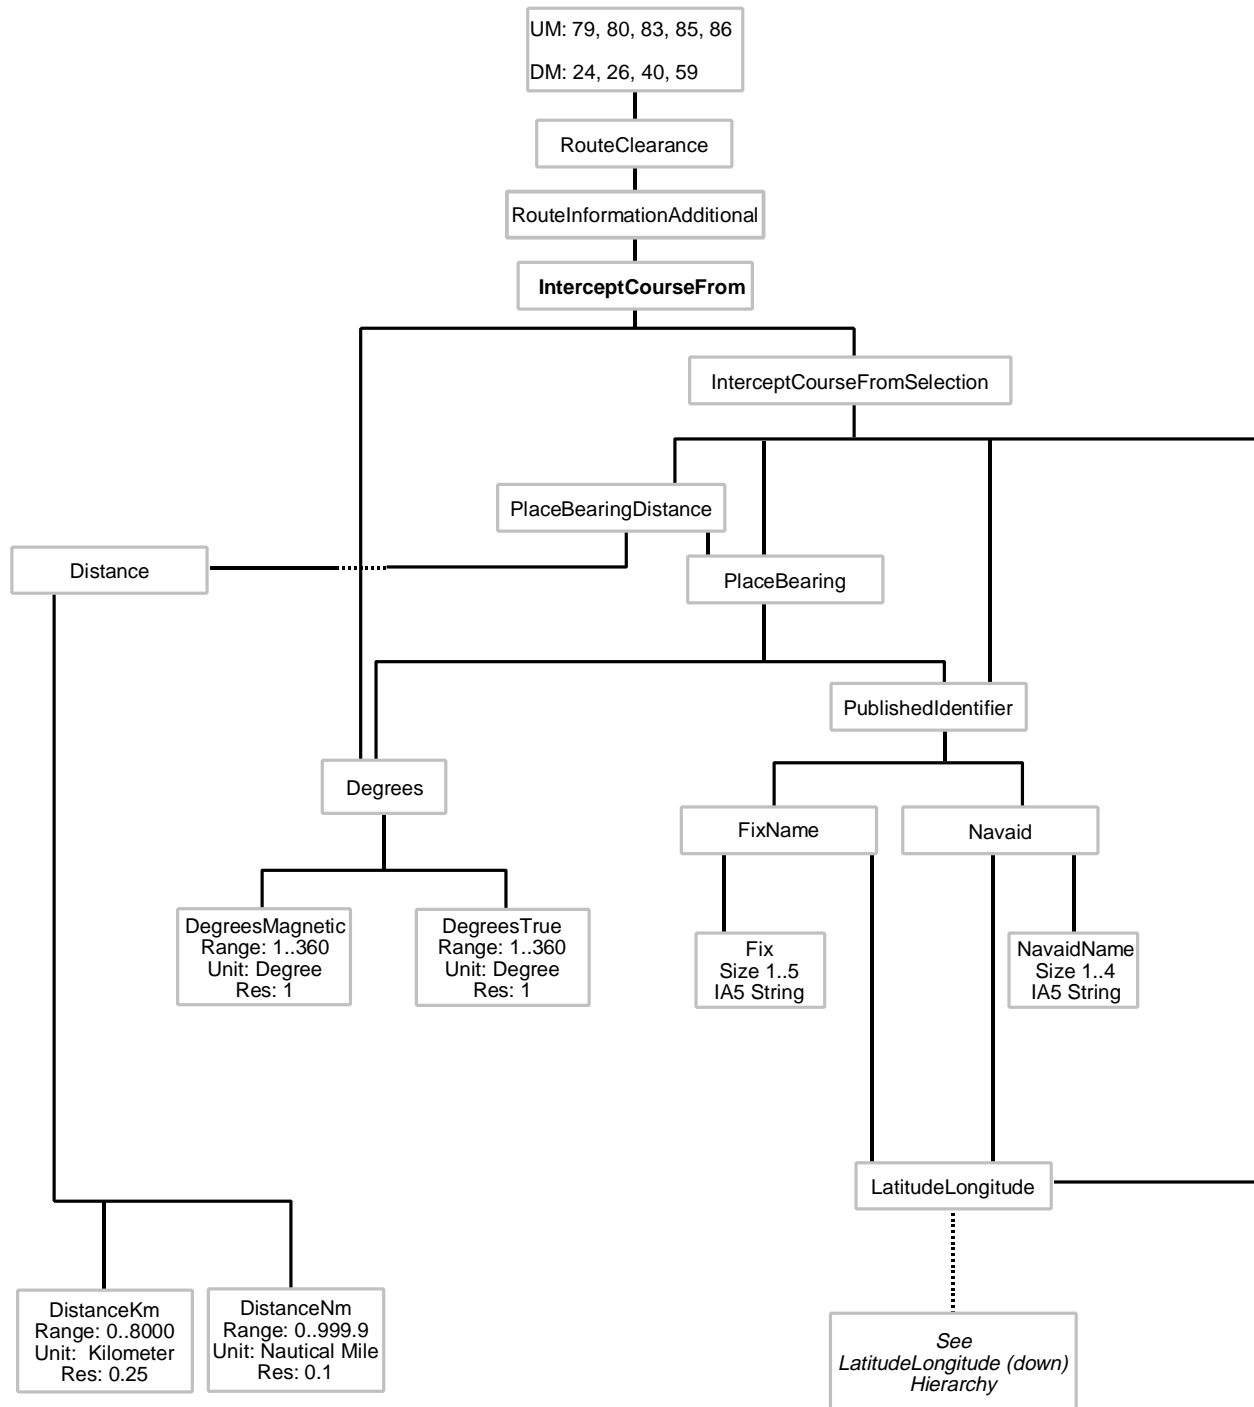 UM: 79, 80, 83, 85, 86
DM: 24, 26, 40, 59
RouteClearance
RouteInformationAdditional
InterceptCourseFrom
InterceptCourseFromSelection
PlaceBearingDistance
Distance
PlaceBearing
PublishedIdentifier
Degrees
FixName
Navaid
DegreesMagnetic
Range: 1..360
Unit: Degree
Res: 1
DegreesTrue
Range: 1..360
Unit: Degree
Res: 1
Fix
Size 1..5
IA5 String
NavaidName
Size 1..4
IA5 String
LatitudeLongitude
DistanceKm
Range: 0..8000
Unit: Kilometer
Res: 0.25
DistanceNm
Range: 0..999.9
Unit: Nautical Mile
Res: 0.1
See
LatitudeLongitude (down)
Hierarchy